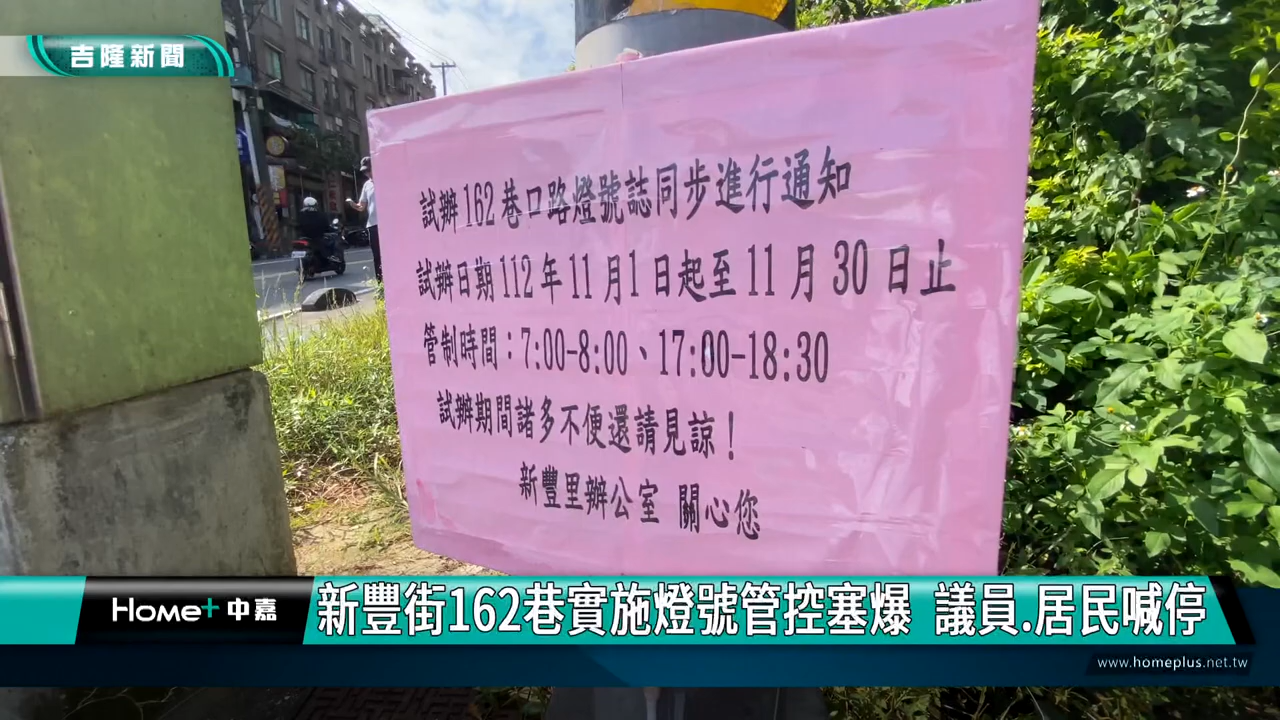 吉隆新聞
試辦162巷口路燈號誌同步進行通知
試辦日期112年11月1日起至11月30日止
管制時間：7:00-8:00、17:00-18:30
試辦期間諸多不便還請見諒！
新豐里辦公室 關心您
Home+中嘉
新豐街162巷實施燈號管控塞爆 議員.居民喊停
www.homeplus.net.tw